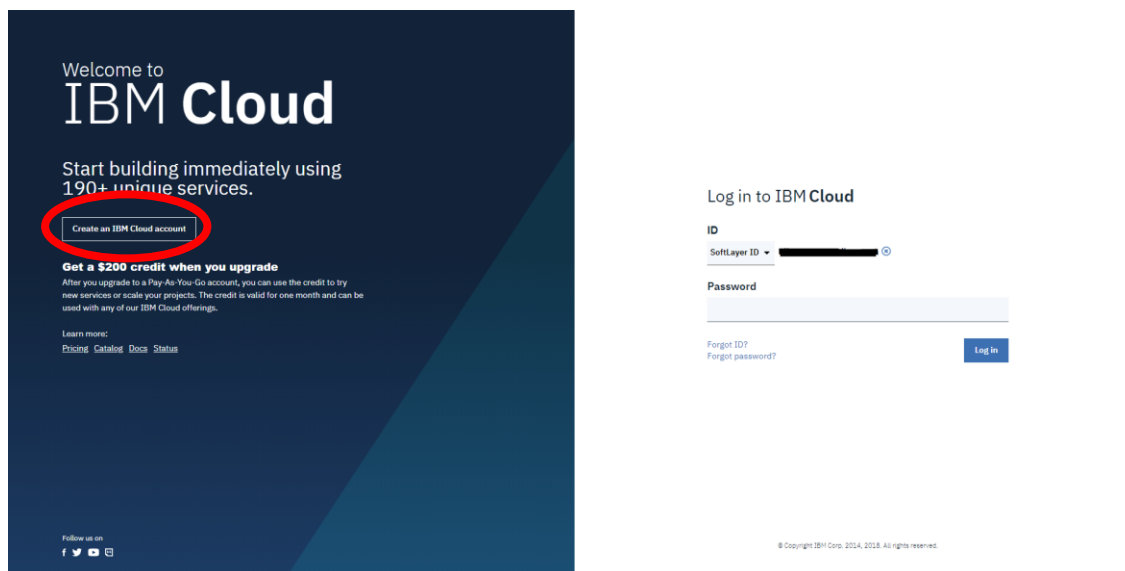 Welcome to
IBM Cloud
Start building immediately using
190+ unique services.
Create an IBM Cloud account
Get a $200 credit when you upgrade
After you upgrade to a Pay-As-You-Go account, you can use the credit to try
new services or scale your projects. The credit is valid for one month and can be
used with any of our IBM Cloud offerings.
Learn more:
Pricing Catalog Docs Status
Follow us on
Log in to IBM Cloud
ID
SoftLayer ID
Password
Forgot ID?
Forgot password?
Log in
© Copyright IBM Corp. 2014, 2018. All rights reserved.